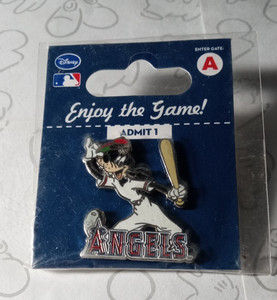 ENTER GATE:
Disney
A
Enjoy the Game!
ADMIT 1
ANGELS